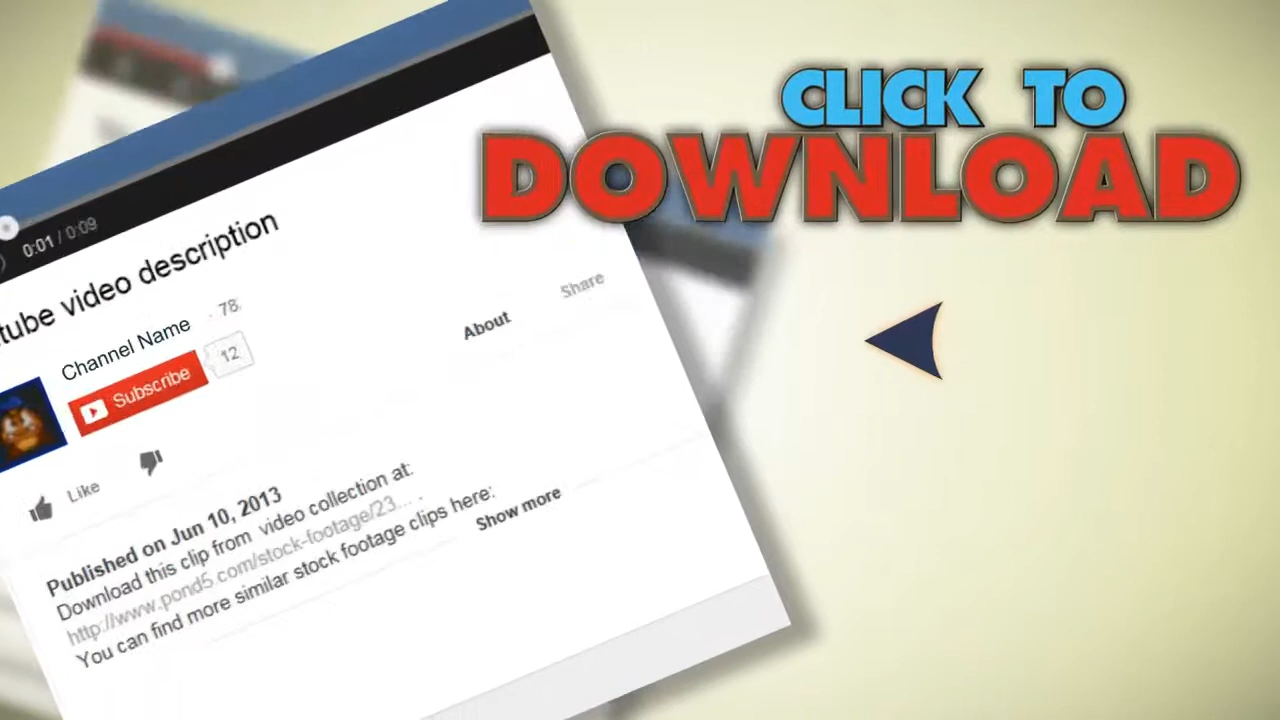 CLICK TO
DOWNLOAD
0:01 / 0:09
tube video description
Channel Name
78
Subscribe
12
About
Share
Like
Published on Jun 10, 2013
Download this clip from video collection at:
http://www.pond5.com/stock-footage/23...
You can find more similar stock footage clips here:
Show more